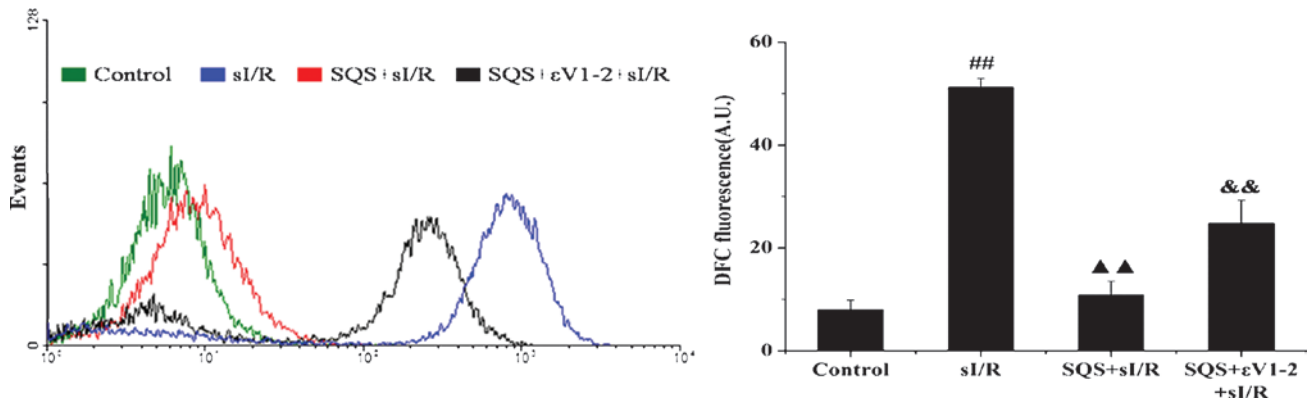 128
Control sI/R SQS+sI/R SQS+εV1-2+sI/R
Events
0
10⁰ 10¹ 10² 10³ 10⁴
60
40
20
0
DFC fluorescence(A.U.)
##
▲▲
&&
Control sI/R SQS+sI/R SQS+εV1-2
+sI/R